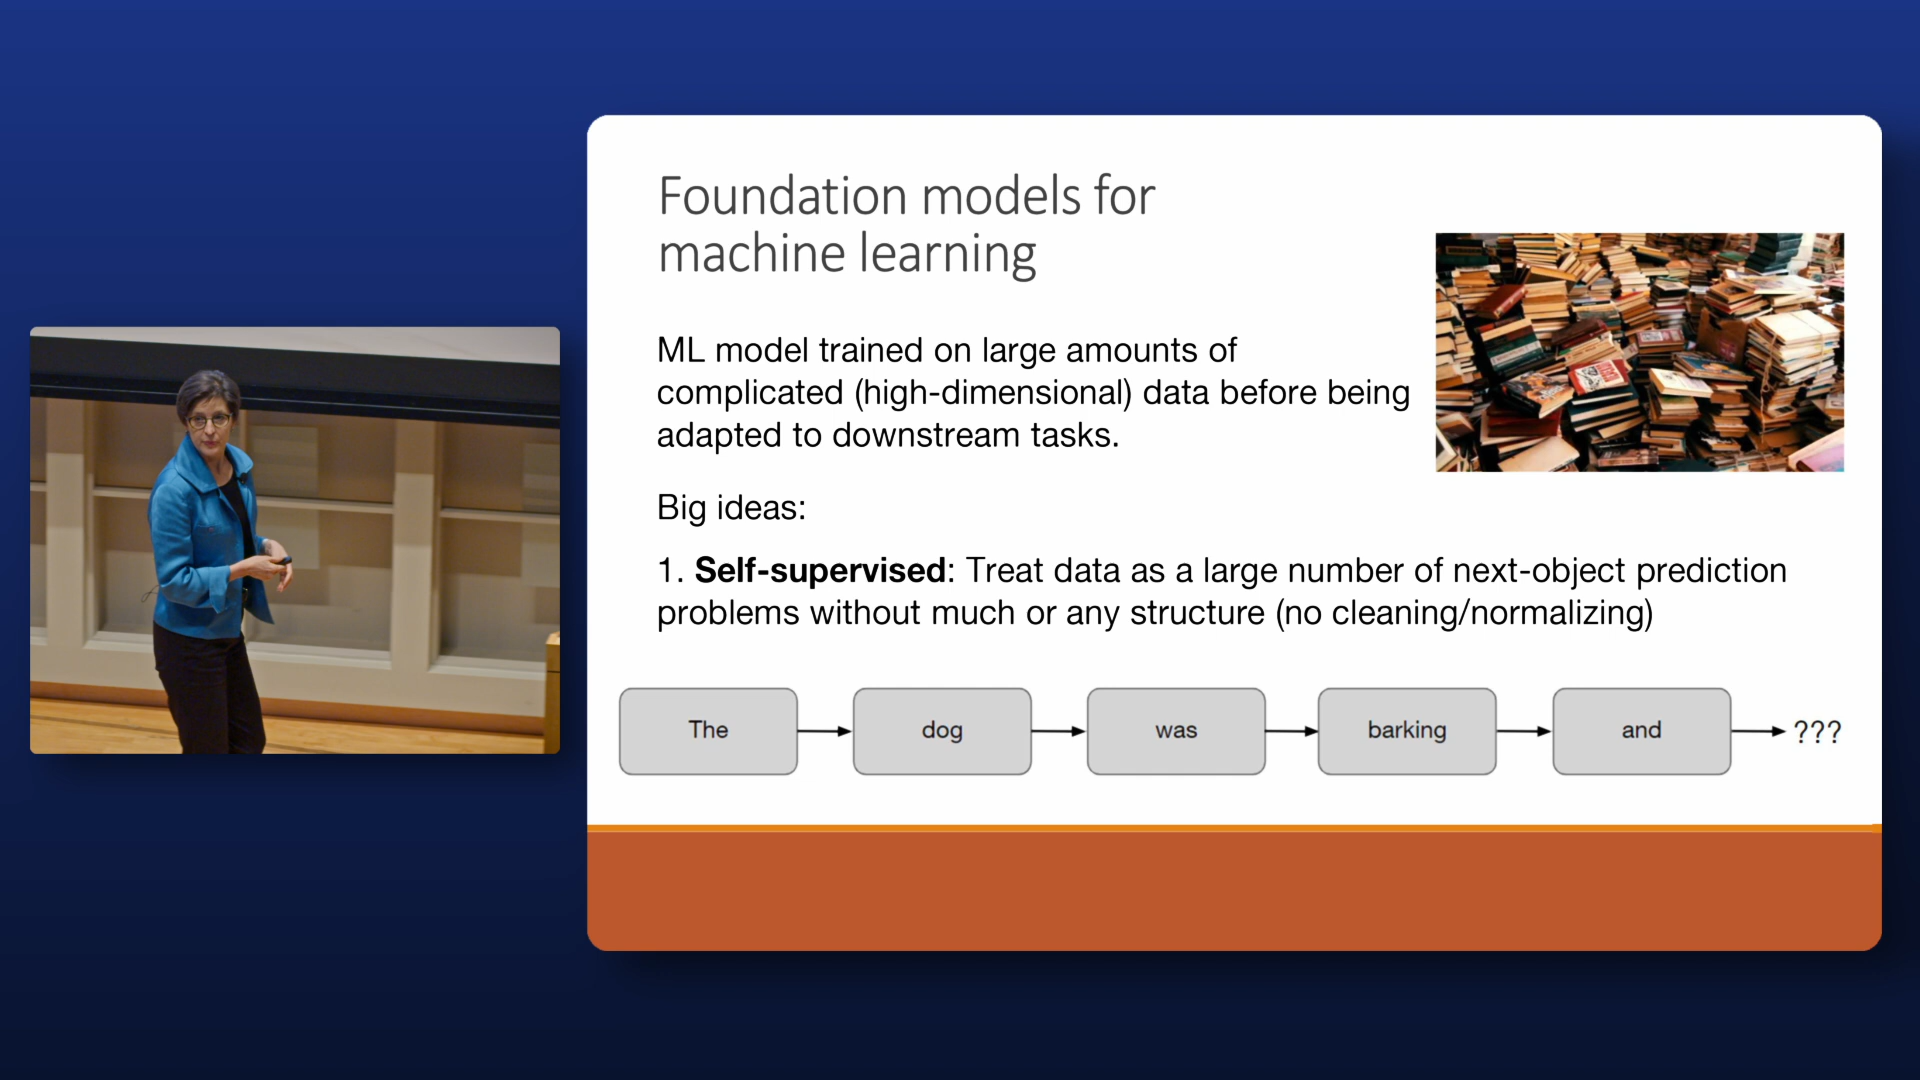 Foundation models for
machine learning
ML model trained on large amounts of
complicated (high-dimensional) data before being
adapted to downstream tasks.
Big ideas:
1. Self-supervised: Treat data as a large number of next-object prediction
problems without much or any structure (no cleaning/normalizing)
The dog was barking and ???